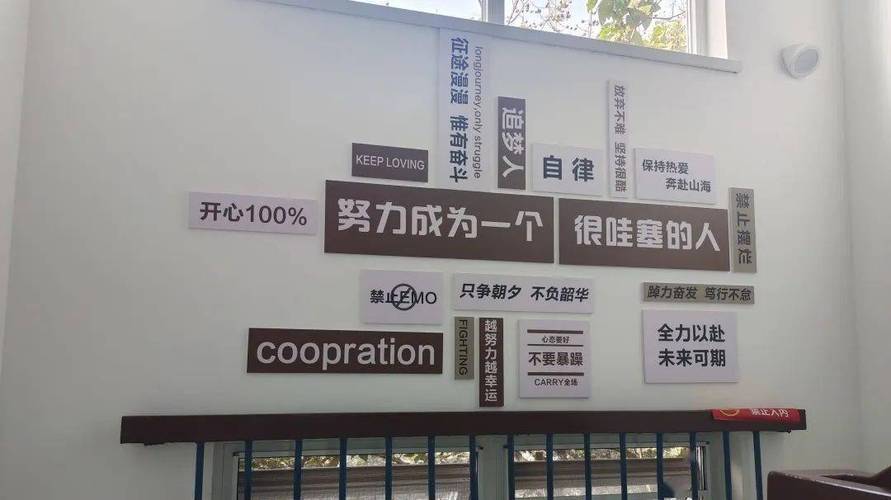 征途漫漫 惟有奋斗
longjourney,only struggle
追梦人
放弃不难 坚持很酷
KEEP LOVING
自律
保持热爱
奔赴山海
开心100%
努力成为一个
很哇塞的人
禁止摆烂
禁止EMO
只争朝夕 不负韶华
踔力奋发 笃行不怠
coopration
FIGHTING
越努力越幸运
心态要好
不要暴躁
CARRY全场
全力以赴
未来可期
禁止入内